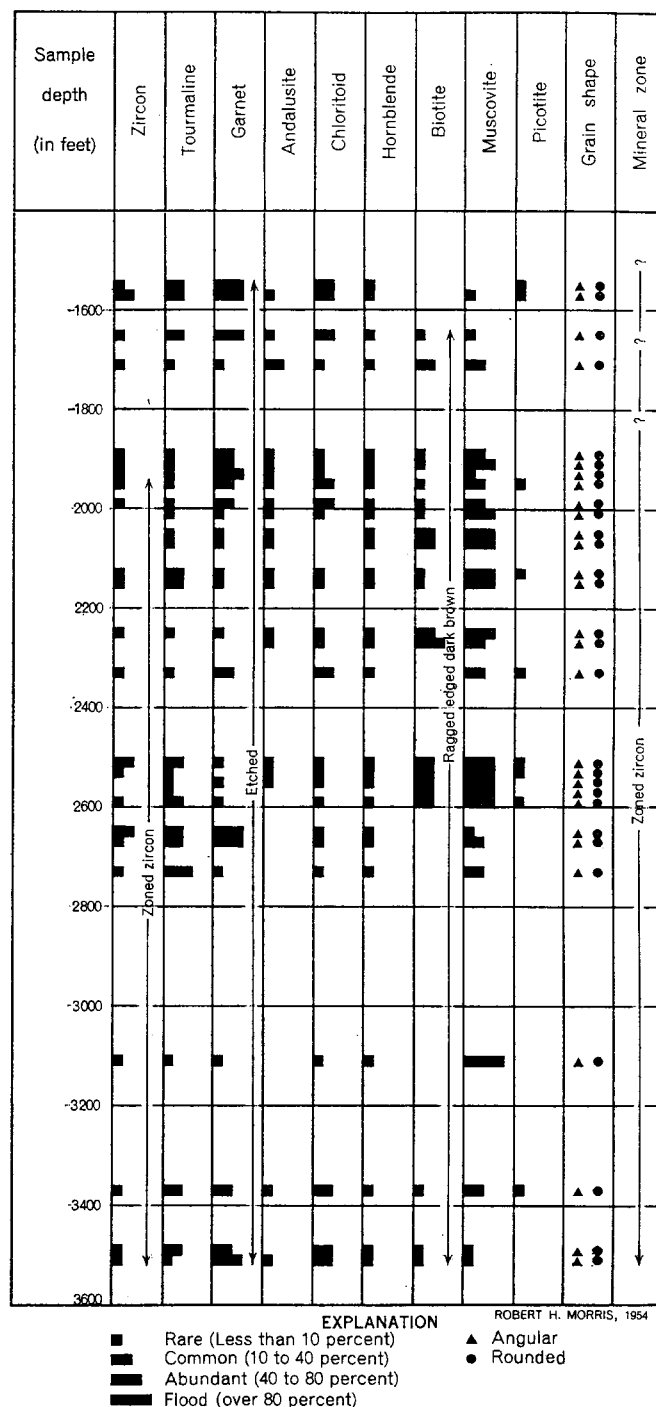 Sample
depth
(in feet)
Zircon
Tourmaline
Garnet
Andalusite
Chloritoid
Hornblende
Biotite
Muscovite
Picotite
Grain shape
Mineral zone
?
-1600
?
-1800
?
-2000
-2200
-2400
-2600
-2800
-3000
-3200
-3400
3600
Zoned zircon
Etched
Ragged edged dark brown
Zoned zircon
EXPLANATION
ROBERT H. MORRIS, 1954
Rare (Less than 10 percent)
Common (10 to 40 percent)
Abundant (40 to 80 percent)
Flood (over 80 percent)
Angular
Rounded